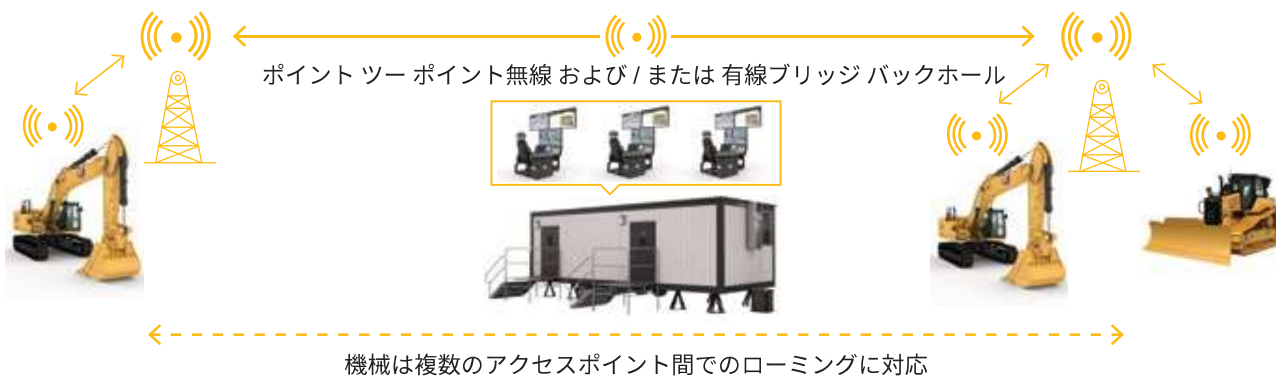 ポイント ツー ポイント無線 および / または 有線ブリッジ バックホール
機械は複数のアクセスポイント間でのローミングに対応